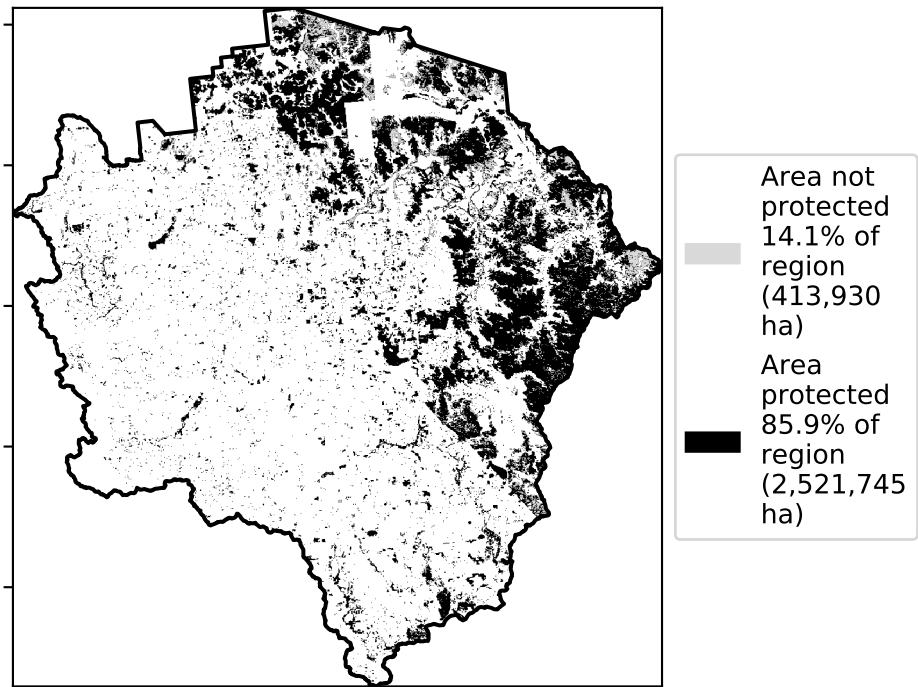 Area not
protected
14.1% of
region
(413,930
ha)
Area
protected
85.9% of
region
(2,521,745
ha)